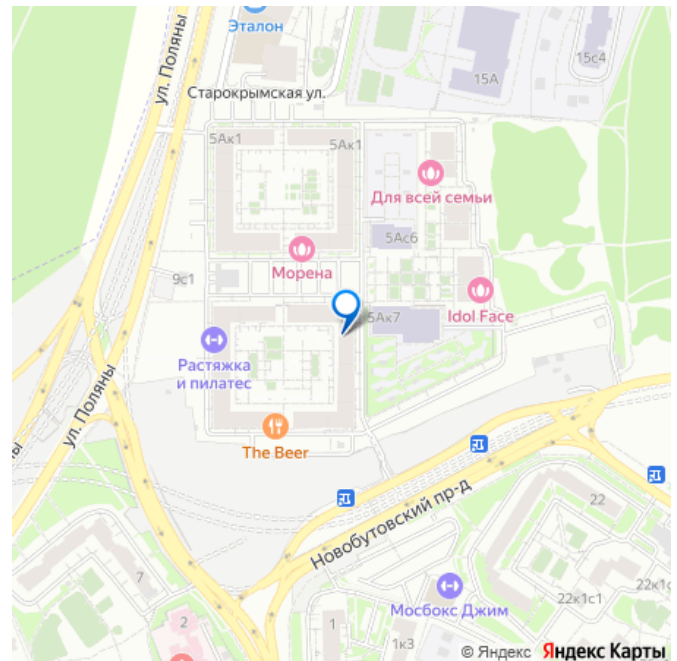 Эталон
ул. Поляны
15А
15с4
Старокрымская ул.
5Ак1
5Ак1
Для всей семьи
5Ас6
Морена
9с1
Idol Face
5Ак7
Растяжка
и пилатес
ул. Поляны
The Beer
Новобутовский пр-д
22
7
Мосбокс Джим
22к1с1
22к1с
2
1
1к3
© Яндекс Яндекс Карты